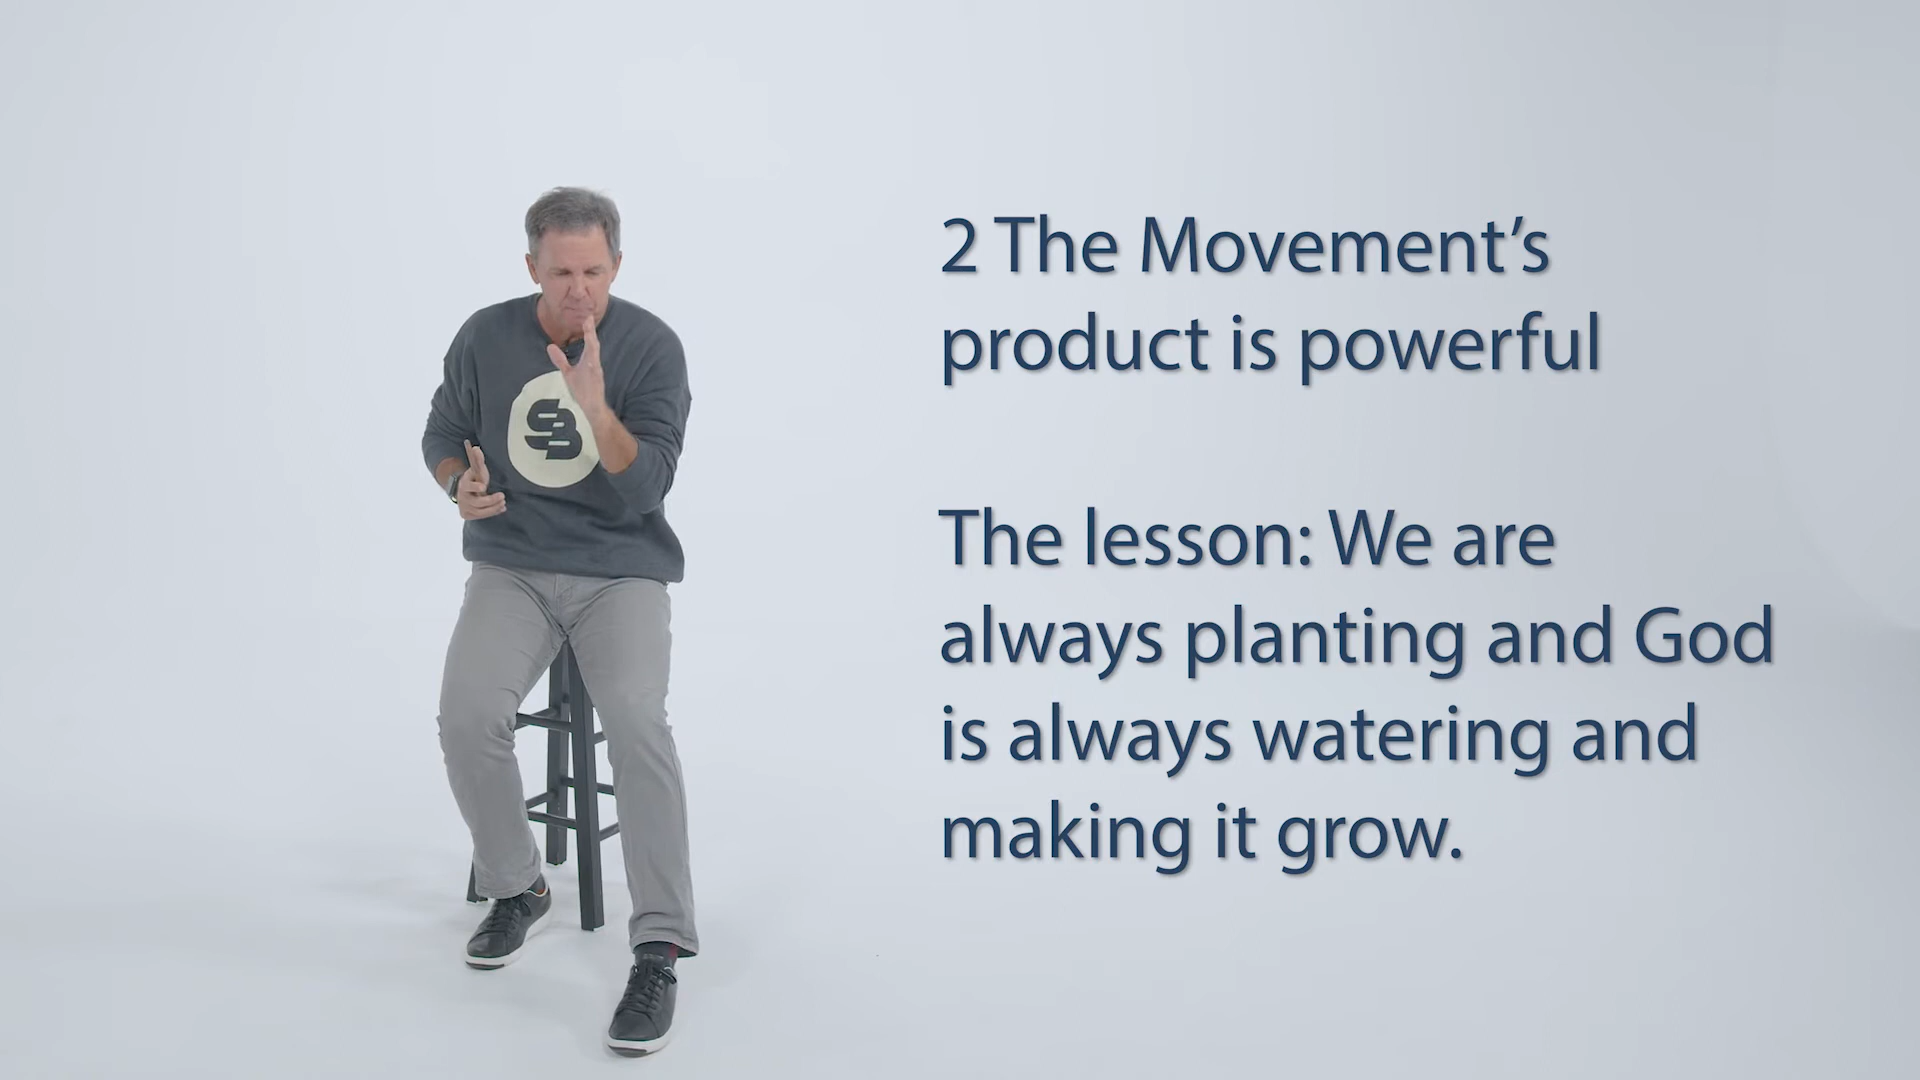 2 The Movement’s
product is powerful
The lesson: We are
always planting and God
is always watering and
making it grow.
SB